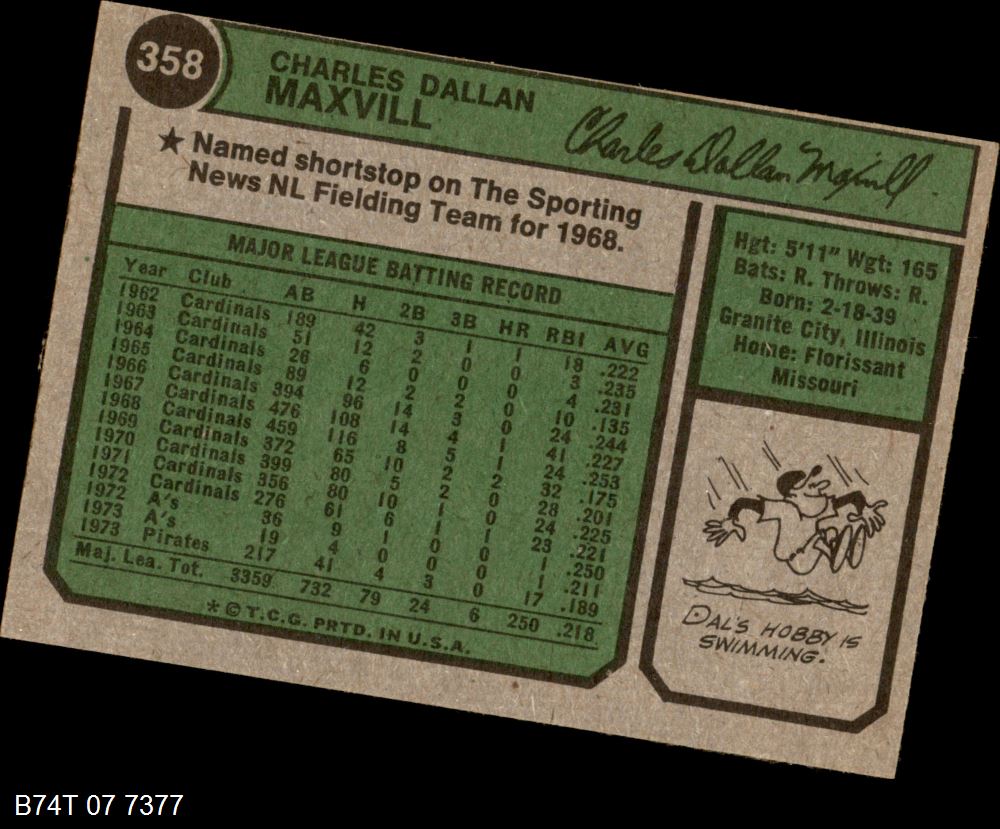 358
CHARLES DALLAN
MAXVILL
Charles Dallan Maxvill
★ Named shortstop on The Sporting
News NL Fielding Team for 1968.
MAJOR LEAGUE BATTING RECORD
Year Club AB H 2B 3B HR RBI AVG
1962 Cardinals 189 42 3 1 1 18 .222
1963 Cardinals 51 12 2 0 0 3 .235
1964 Cardinals 26 6 0 0 0 4 .231
1965 Cardinals 89 12 2 2 0 10 .135
1966 Cardinals 394 96 14 3 0 24 .244
1967 Cardinals 476 108 14 4 1 41 .227
1968 Cardinals 459 116 8 5 1 24 .253
1969 Cardinals 372 65 10 2 2 32 .175
1970 Cardinals 399 80 5 2 0 28 .201
1971 Cardinals 356 80 10 1 0 24 .225
1972 Cardinals 276 61 6 1 1 23 .221
1972 A's 36 9 1 0 0 1 .250
1973 A's 19 4 0 0 0 1 .211
1973 Pirates 217 41 4 3 0 17 .189
Maj. Lea. Tot. 3359 732 79 24 6 250 .218
*©T.C.G. PRTD. IN U.S.A.
Hgt: 5'11" Wgt: 165
Bats: R. Throws: R.
Born: 2-18-39
Granite City, Illinois
Home: Florissant
Missouri
DAL'S HOBBY IS
SWIMMING.
B74T 07 7377